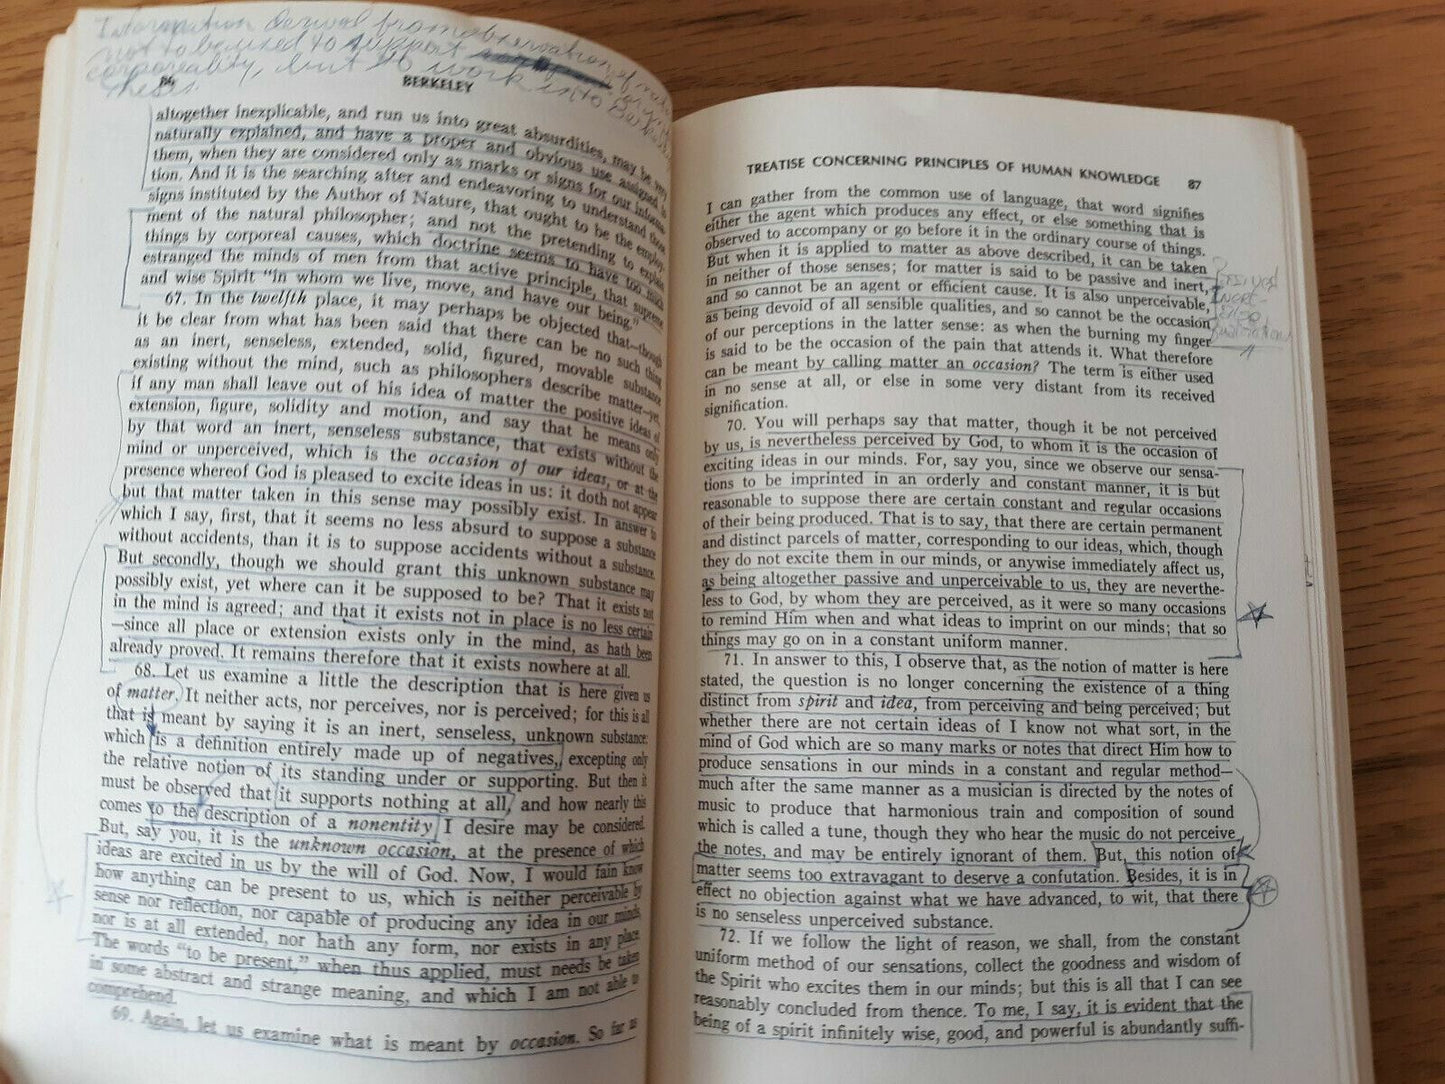 Information derived from observation of
not to be used to support
corporeality, but to work into Berkeley
thesis.
86 BERKELEY
altogether inexplicable, and run us into great absurdities, may be very
naturally explained, and have a proper and obvious use assigned
them, when they are considered only as marks or signs for our informa-
tion. And it is the searching after and endeavoring to understand those
signs instituted by the Author of Nature, that ought to be the employ-
ment of the natural philosopher; and not the pretending to explain
things by corporeal causes, which doctrine seems to have too much
estranged the minds of men from that active principle, that supreme
and wise Spirit "in whom we live, move, and have our being."
67. In the twelfth place, it may perhaps be objected that—though
it be clear from what has been said that there can be no such thing
as an inert, senseless, extended, solid, figured, movable substance
existing without the mind, such as philosophers describe matter—yet,
if any man shall leave out of his idea of matter the positive ideas of
extension, figure, solidity and motion, and say that he means only
by that word an inert, senseless substance, that exists without the
mind or unperceived, which is the occasion of our ideas, or at the
presence whereof God is pleased to excite ideas in us: it doth not appear
but that matter taken in this sense may possibly exist. In answer to
which I say, first, that it seems no less absurd to suppose a substance
without accidents, than it is to suppose accidents without a substance.
But secondly, though we should grant this unknown substance may
possibly exist, yet where can it be supposed to be? That it exists not
in the mind is agreed; and that it exists not in place is no less certain
—since all place or extension exists only in the mind, as hath been
already proved. It remains therefore that it exists nowhere at all.
68. Let us examine a little the description that is here given us
of matter. It neither acts, nor perceives, nor is perceived; for this is all
that is meant by saying it is an inert, senseless, unknown substance;
which is a definition entirely made up of negatives, excepting only
the relative notion of its standing under or supporting. But then it
must be observed that it supports nothing at all, and how nearly this
comes to the description of a nonentity I desire may be considered.
But, say you, it is the unknown occasion, at the presence of which
ideas are excited in us by the will of God. Now, I would fain know
how anything can be present to us, which is neither perceivable by
sense nor reflection, nor capable of producing any idea in our minds,
nor is at all extended, nor hath any form, nor exists in any place.
The words "to be present," when thus applied, must needs be taken
in some abstract and strange meaning, and which I am not able to
comprehend.
69. Again, let us examine what is meant by occasion. So far as
TREATISE CONCERNING PRINCIPLES OF HUMAN KNOWLEDGE 87
I can gather from the common use of language, that word signifies
either the agent which produces any effect, or else something that is
observed to accompany or go before it in the ordinary course of things.
But when it is applied to matter as above described, it can be taken
in neither of those senses; for matter is said to be passive and inert,
and so cannot be an agent or efficient cause. It is also unperceivable,
as being devoid of all sensible qualities, and so cannot be the occasion
of our perceptions in the latter sense: as when the burning my finger
is said to be the occasion of the pain that attends it. What therefore
can be meant by calling matter an occasion? The term is either used
in no sense at all, or else in some very distant from its received
signification.
70. You will perhaps say that matter, though it be not perceived
by us, is nevertheless perceived by God, to whom it is the occasion of
exciting ideas in our minds. For, say you, since we observe our sensa-
tions to be imprinted in an orderly and constant manner, it is but
reasonable to suppose there are certain constant and regular occasions
of their being produced. That is to say, that there are certain permanent
and distinct parcels of matter, corresponding to our ideas, which, though
they do not excite them in our minds, or anywise immediately affect us,
as being altogether passive and unperceivable to us, they are neverthe-
less to God, by whom they are perceived, as it were so many occasions
to remind Him when and what ideas to imprint on our minds; that so
things may go on in a constant uniform manner.
71. In answer to this, I observe that, as the notion of matter is here
stated, the question is no longer concerning the existence of a thing
distinct from spirit and idea, from perceiving and being perceived; but
whether there are not certain ideas of I know not what sort, in the
mind of God which are so many marks or notes that direct Him how to
produce sensations in our minds in a constant and regular method—
much after the same manner as a musician is directed by the notes of
music to produce that harmonious train and composition of sound
which is called a tune, though they who hear the music do not perceive
the notes, and may be entirely ignorant of them. But, this notion of
matter seems too extravagant to deserve a confutation. Besides, it is in
effect no objection against what we have advanced, to wit, that there
is no senseless unperceived substance.
72. If we follow the light of reason, we shall, from the constant
uniform method of our sensations, collect the goodness and wisdom of
the Spirit who excites them in our minds; but this is all that I can see
reasonably concluded from thence. To me, I say, it is evident that the
being of a spirit infinitely wise, good, and powerful is abundantly suffi-